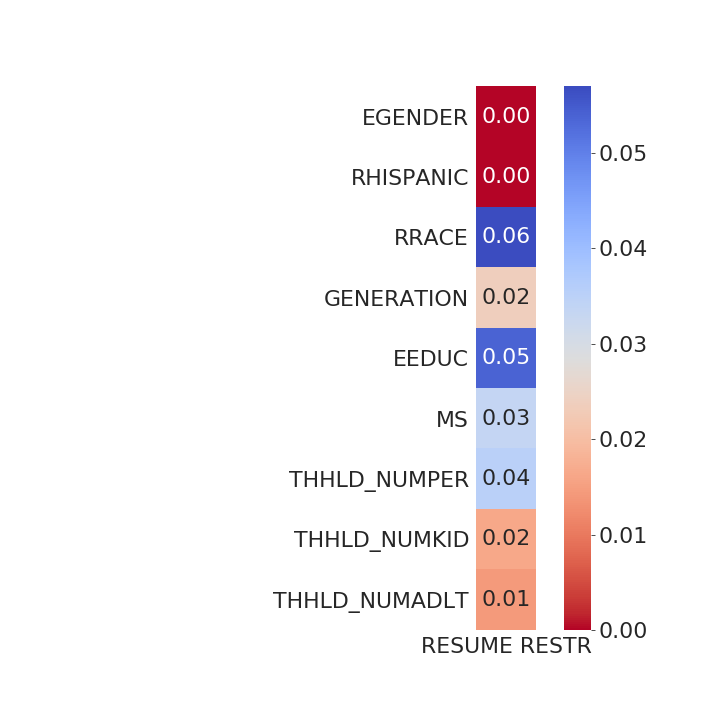 EGENDER 0.00
RHISPANIC 0.00
RRACE 0.06
GENERATION 0.02
EEDUC 0.05
MS 0.03
THHLD_NUMPER 0.04
THHLD_NUMKID 0.02
THHLD_NUMADLT 0.01
RESUME RESTR
0.05
0.04
0.03
0.02
0.01
0.00